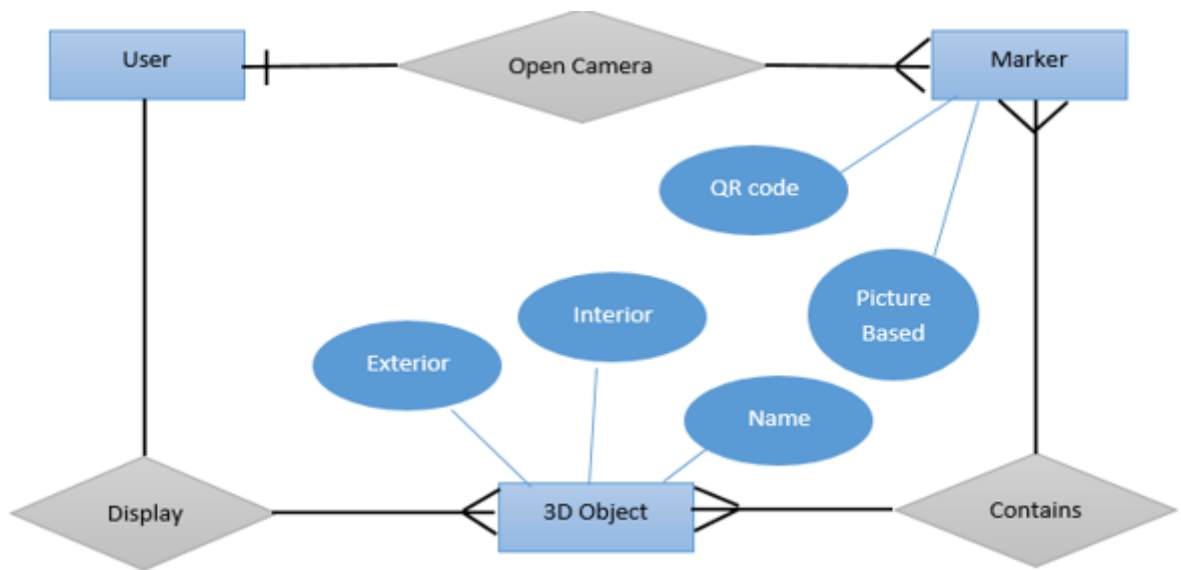 User
Open Camera
Marker
QR code
Picture
Based
Interior
Exterior
Name
Display
3D Object
Contains